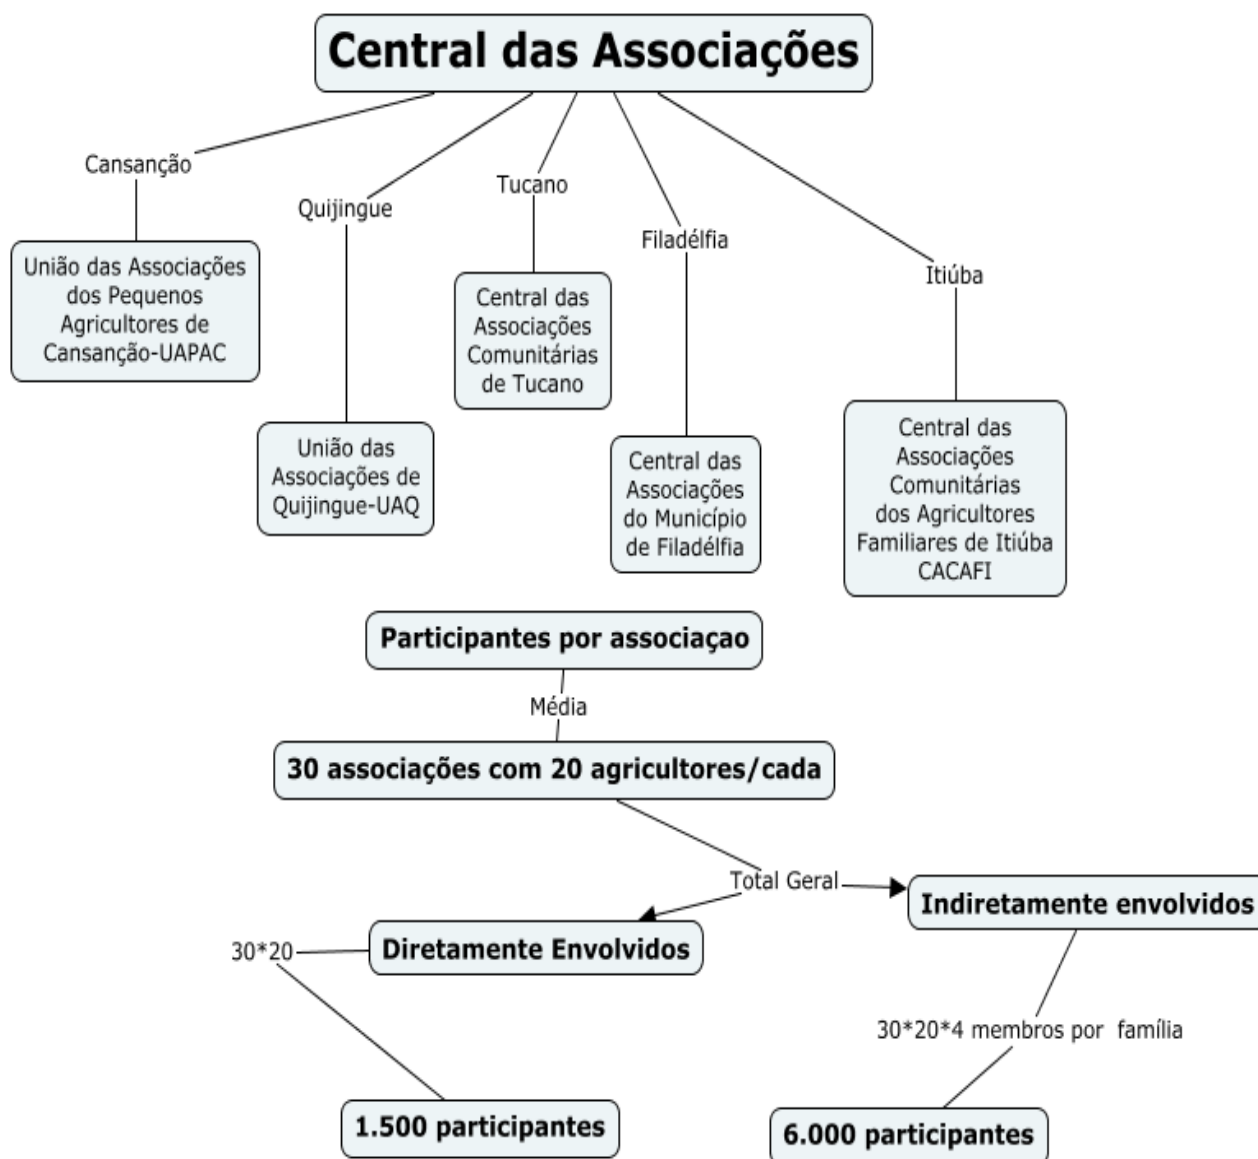 Central das Associações
Cansanção
União das Associações
dos Pequenos
Agricultores de
Cansanção-UAPAC
Quijingue
União das
Associações de
Quijingue-UAQ
Tucano
Central das
Associações
Comunitárias
de Tucano
Filadélfia
Central das
Associações
do Município
de Filadélfia
Itiúba
Central das
Associações
Comunitárias
dos Agricultores
Familiares de Itiúba
CACAFI
Participantes por associaçao
Média
30 associações com 20 agricultores/cada
Total Geral
Diretamente Envolvidos
30*20
1.500 participantes
Indiretamente envolvidos
30*20*4 membros por  família
6.000 participantes